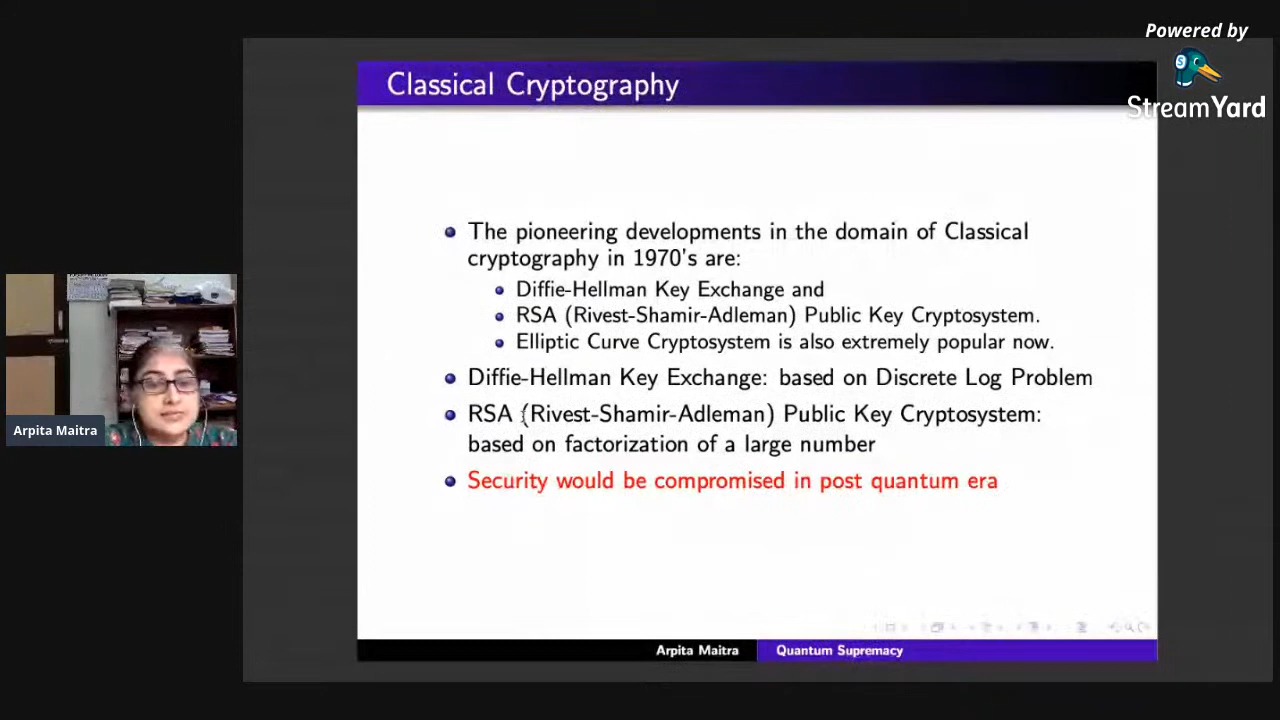 Powered by
StreamYard
Classical Cryptography
The pioneering developments in the domain of Classical
cryptography in 1970's are:
Diffie-Hellman Key Exchange and
RSA (Rivest-Shamir-Adleman) Public Key Cryptosystem.
Elliptic Curve Cryptosystem is also extremely popular now.
Diffie-Hellman Key Exchange: based on Discrete Log Problem
RSA (Rivest-Shamir-Adleman) Public Key Cryptosystem:
based on factorization of a large number
Security would be compromised in post quantum era
Arpita Maitra
Arpita Maitra
Quantum Supremacy